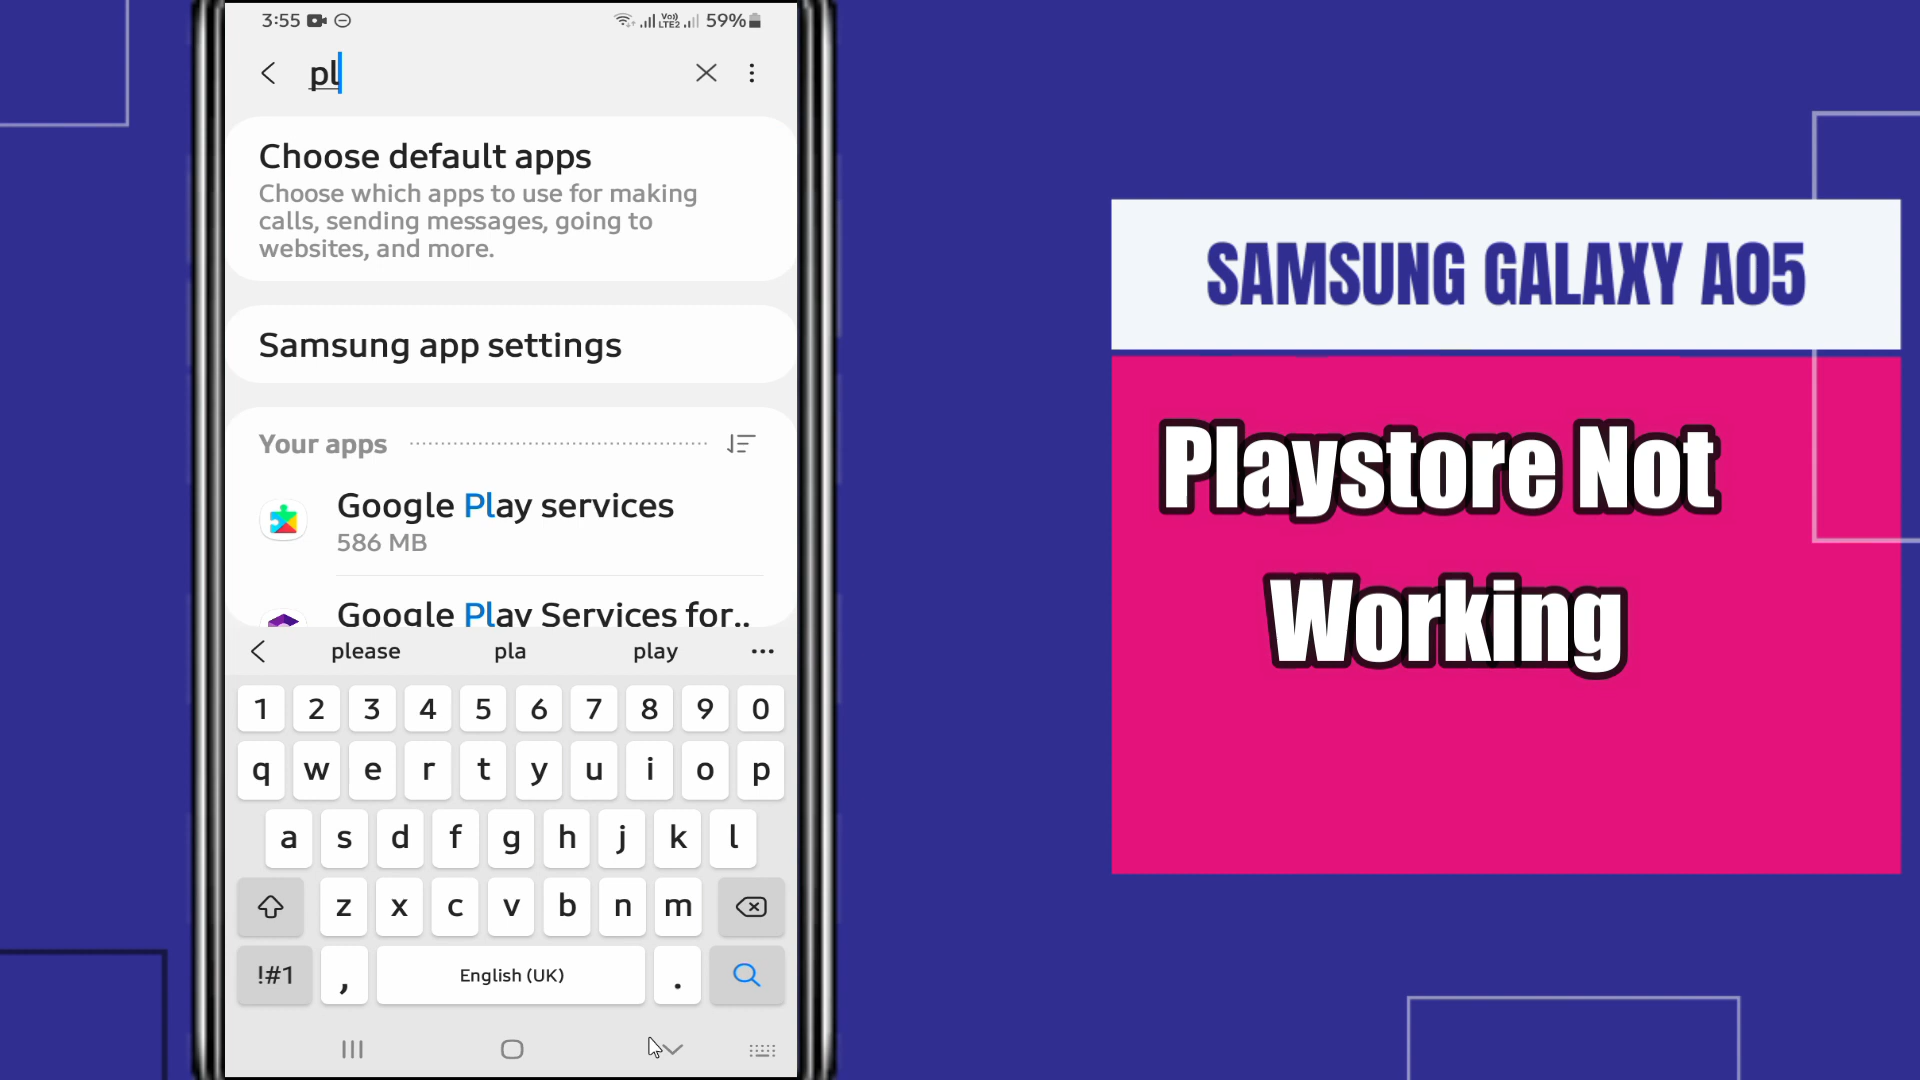 3:55
Vo) LTE2 59%
pl
Choose default apps
Choose which apps to use for making
calls, sending messages, going to
websites, and more.
Samsung app settings
Your apps
Google Play services
586 MB
Google Play Services for..
please pla play
1 2 3 4 5 6 7 8 9 0
q w e r t y u i o p
a s d f g h j k l
z x c v b n m
!#1 , English (UK) .
SAMSUNG GALAXY A05
Playstore Not
Working